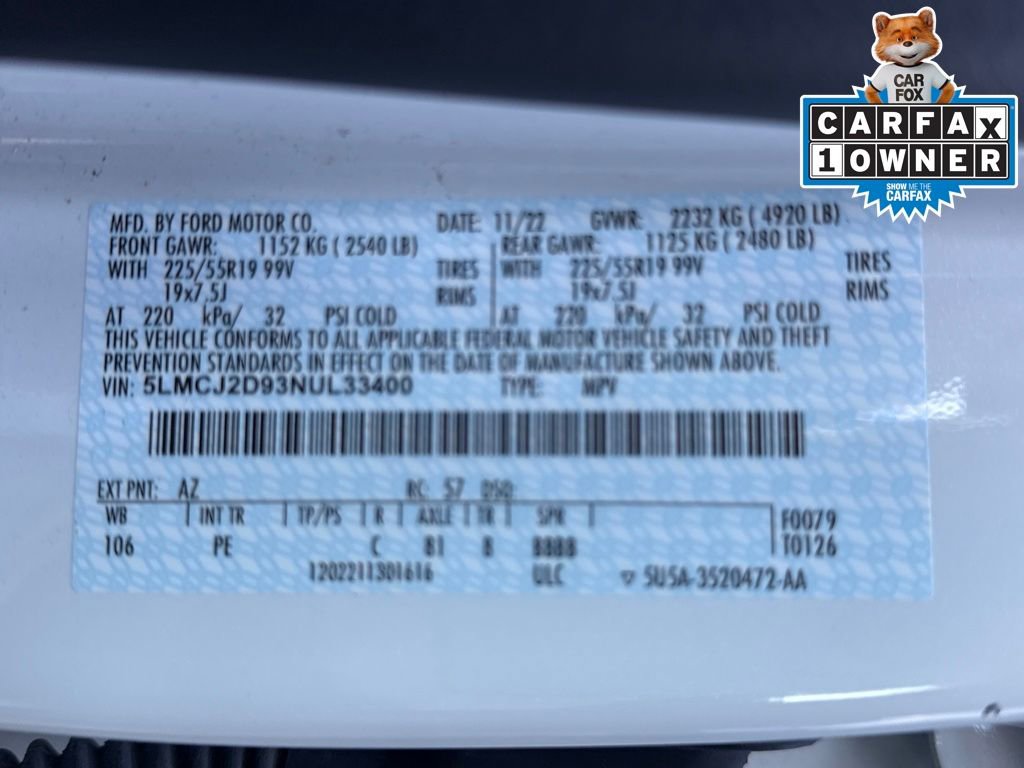 CAR
FOX
CARFAX
1 OWNER
SHOW ME THE
CARFAX
MFD. BY FORD MOTOR CO. DATE: 11/22 GVWR: 2232 KG ( 4920 LB)
FRONT GAWR: 1152 KG ( 2540 LB) REAR GAWR: 1125 KG ( 2480 LB)
WITH 225/55R19 99V TIRES WITH 225/55R19 99V TIRES
19x7.5J RIMS 19x7.5J RIMS
AT 220 kPa/ 32 PSI COLD AT 220 kPa/ 32 PSI COLD
THIS VEHICLE CONFORMS TO ALL APPLICABLE FEDERAL MOTOR VEHICLE SAFETY AND THEFT
PREVENTION STANDARDS IN EFFECT ON THE DATE OF MANUFACTURE SHOWN ABOVE.
VIN: 5LMCJ2D93NUL33400 TYPE: MPV
EXT PNT: AZ RC: 57 DSO:
WB INT TR TP/PS R AXLE TR SPR F0079
106 PE C 81 8 8888 T0126
1202211301616 ULC ▽ 5U5A-3520472-AA